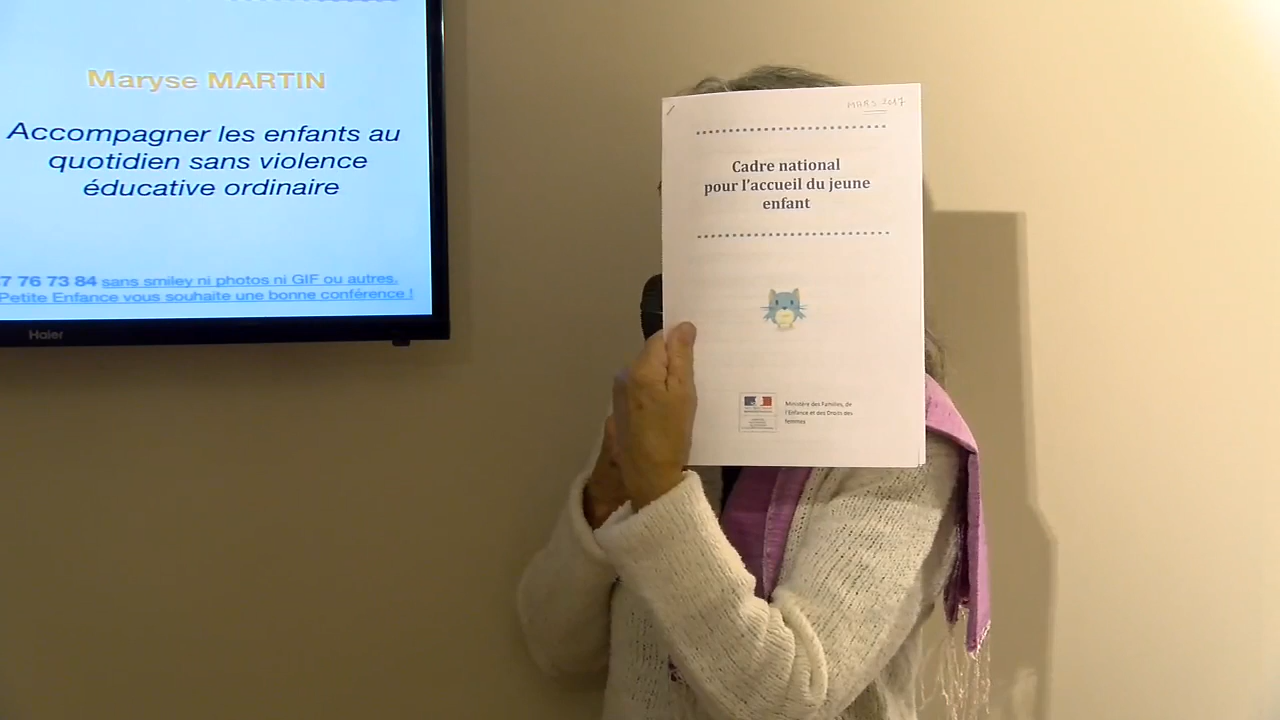 Maryse MARTIN
Accompagner les enfants au
quotidien sans violence
éducative ordinaire
7 76 73 84 sans smiley ni photos ni GIF ou autres.
Petite Enfance vous souhaite une bonne conférence !
Haier
MARS 2017
Cadre national
pour l'accueil du jeune
enfant
Ministère des Familles, de
l'Enfance et des Droits des
femmes